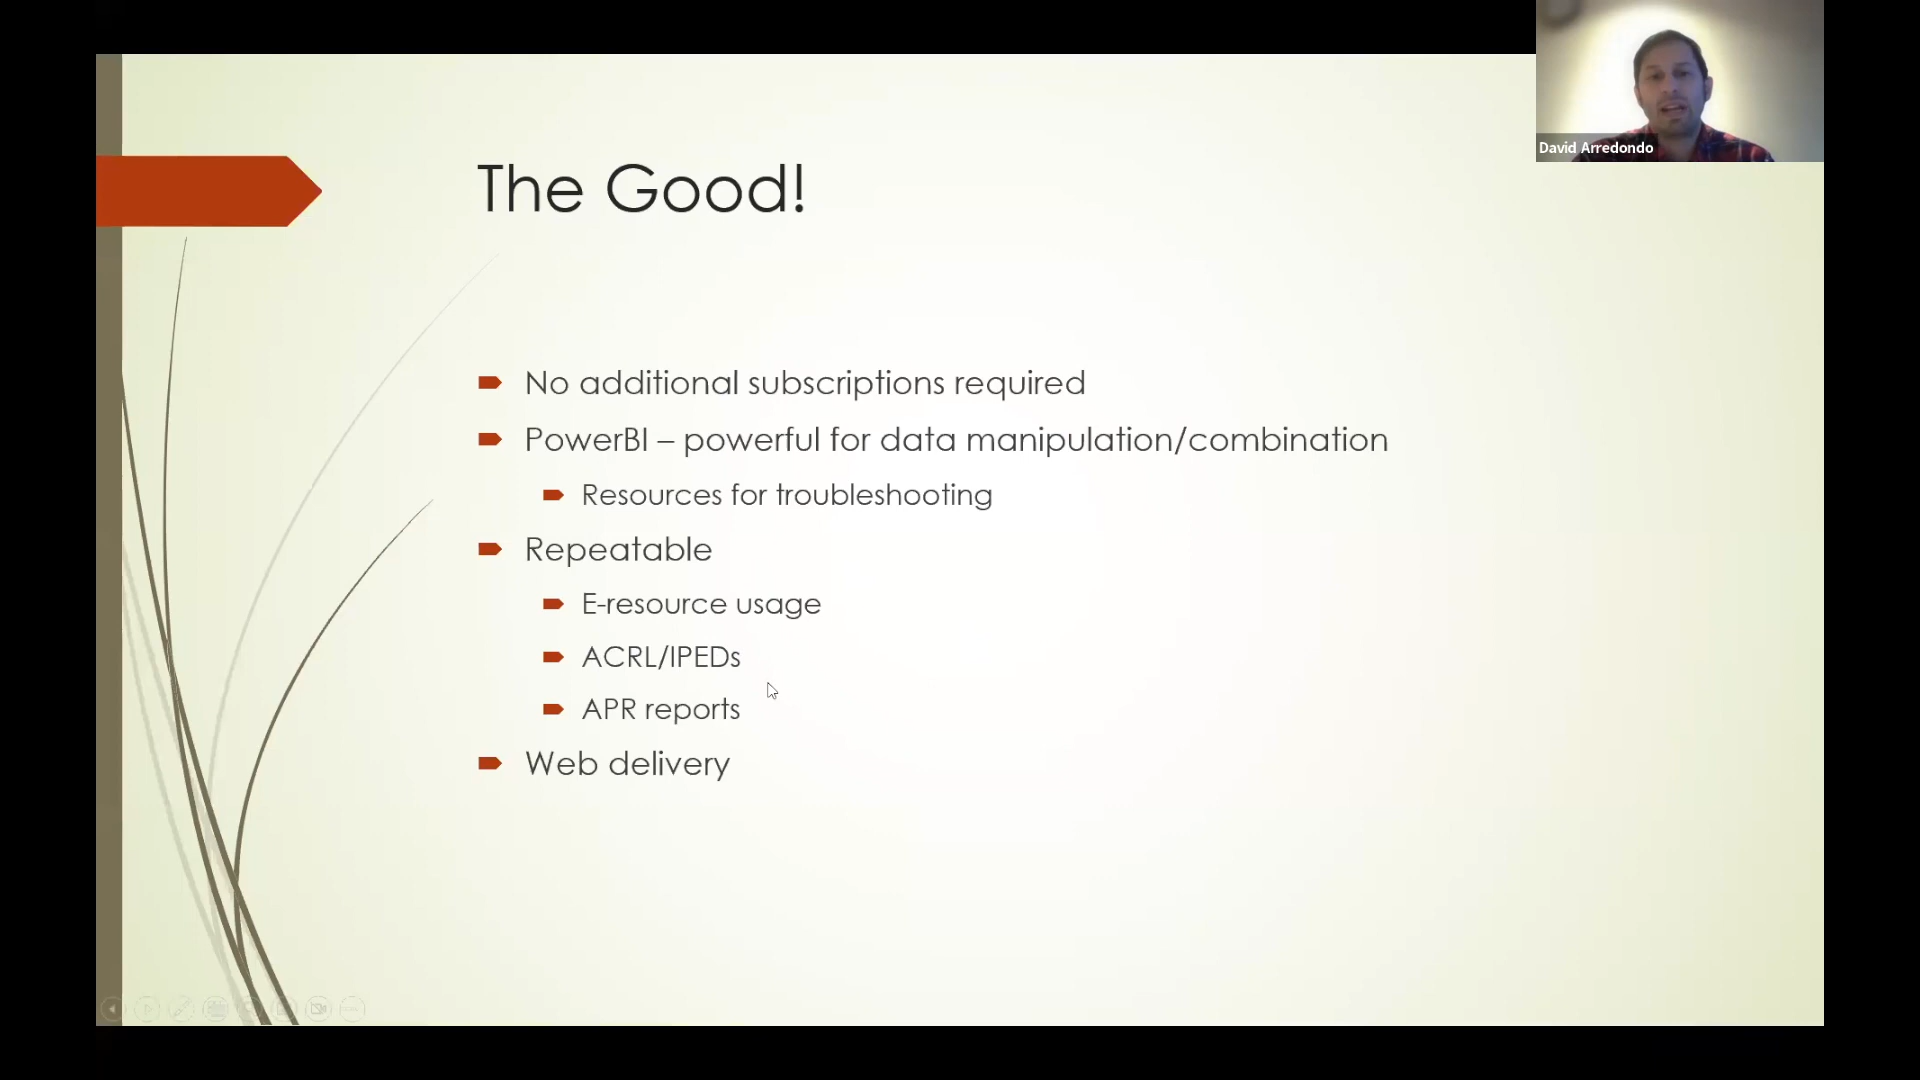 The Good!
No additional subscriptions required
PowerBI – powerful for data manipulation/combination
Resources for troubleshooting
Repeatable
E-resource usage
ACRL/IPEDs
APR reports
Web delivery
David Arredondo